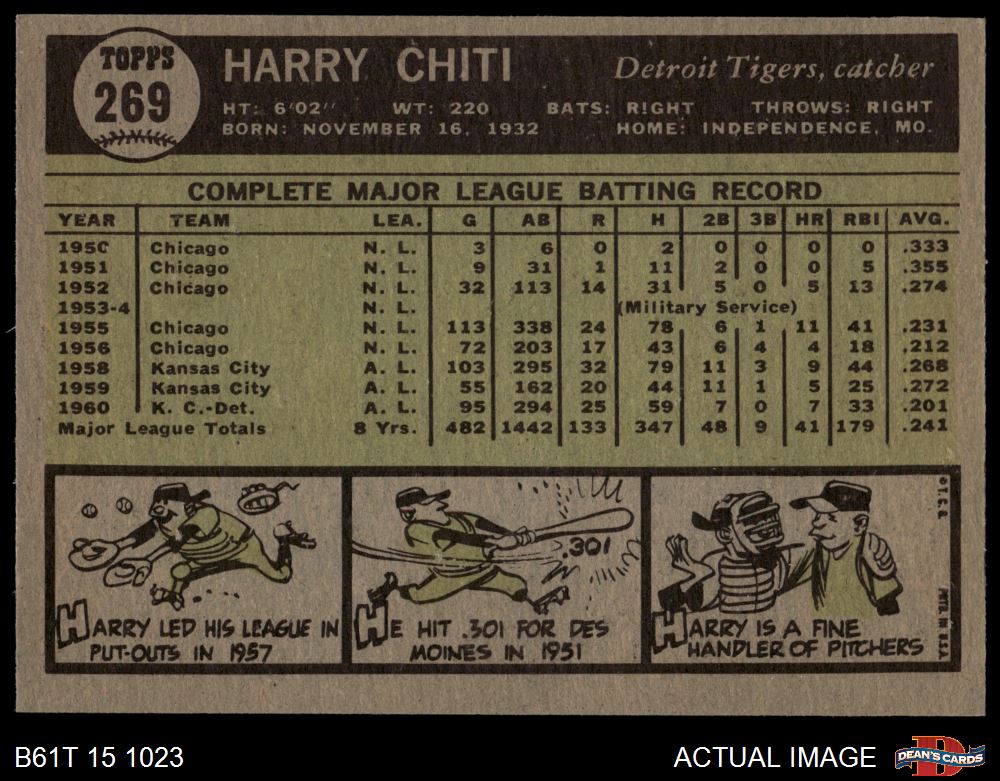 TOPPS
269
HARRY CHITI
Detroit Tigers, catcher
HT: 6'02" WT: 220 BATS: RIGHT THROWS: RIGHT
BORN: NOVEMBER 16, 1932 HOME: INDEPENDENCE, MO.
COMPLETE MAJOR LEAGUE BATTING RECORD
YEAR TEAM LEA. G AB R H 2B 3B HR RBI AVG.
1950 Chicago N. L. 3 6 0 2 0 0 0 0 .333
1951 Chicago N. L. 9 31 1 11 2 0 0 5 .355
1952 Chicago N. L. 32 113 14 31 5 0 5 13 .274
1953-4 N. L. (Military Service)
1955 Chicago N. L. 113 338 24 78 6 1 11 41 .231
1956 Chicago N. L. 72 203 17 43 6 4 4 18 .212
1958 Kansas City A. L. 103 295 32 79 11 3 9 44 .268
1959 Kansas City A. L. 55 162 20 44 11 1 5 25 .272
1960 K. C.-Det. A. L. 95 294 25 59 7 0 7 33 .201
Major League Totals 8 Yrs. 482 1442 133 347 48 9 41 179 .241
HARRY LED HIS LEAGUE IN
PUT-OUTS IN 1957
.301
HE HIT .301 FOR DES
MOINES IN 1951
HARRY IS A FINE
HANDLER OF PITCHERS
© T.C.G.
PRTD. IN U.S.A.
B61T 15 1023
ACTUAL IMAGE
D
DEAN'S CARDS